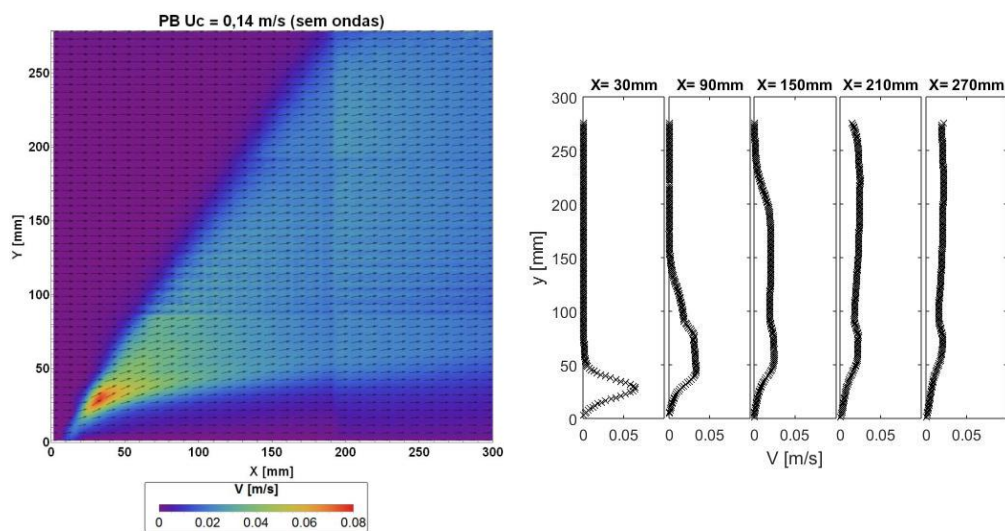 PB Uc = 0,14 m/s (sem ondas)
250
200
150
100
50
0
Y [mm]
0 50 100 150 200 250 300
X [mm]
V [m/s]
0 0.02 0.04 0.06 0.08
X= 30mm X= 90mm X= 150mm X= 210mm X= 270mm
300
250
200
150
100
50
0
y [mm]
0 0.05 0 0.05 0 0.05 0 0.05 0 0.05
V [m/s]